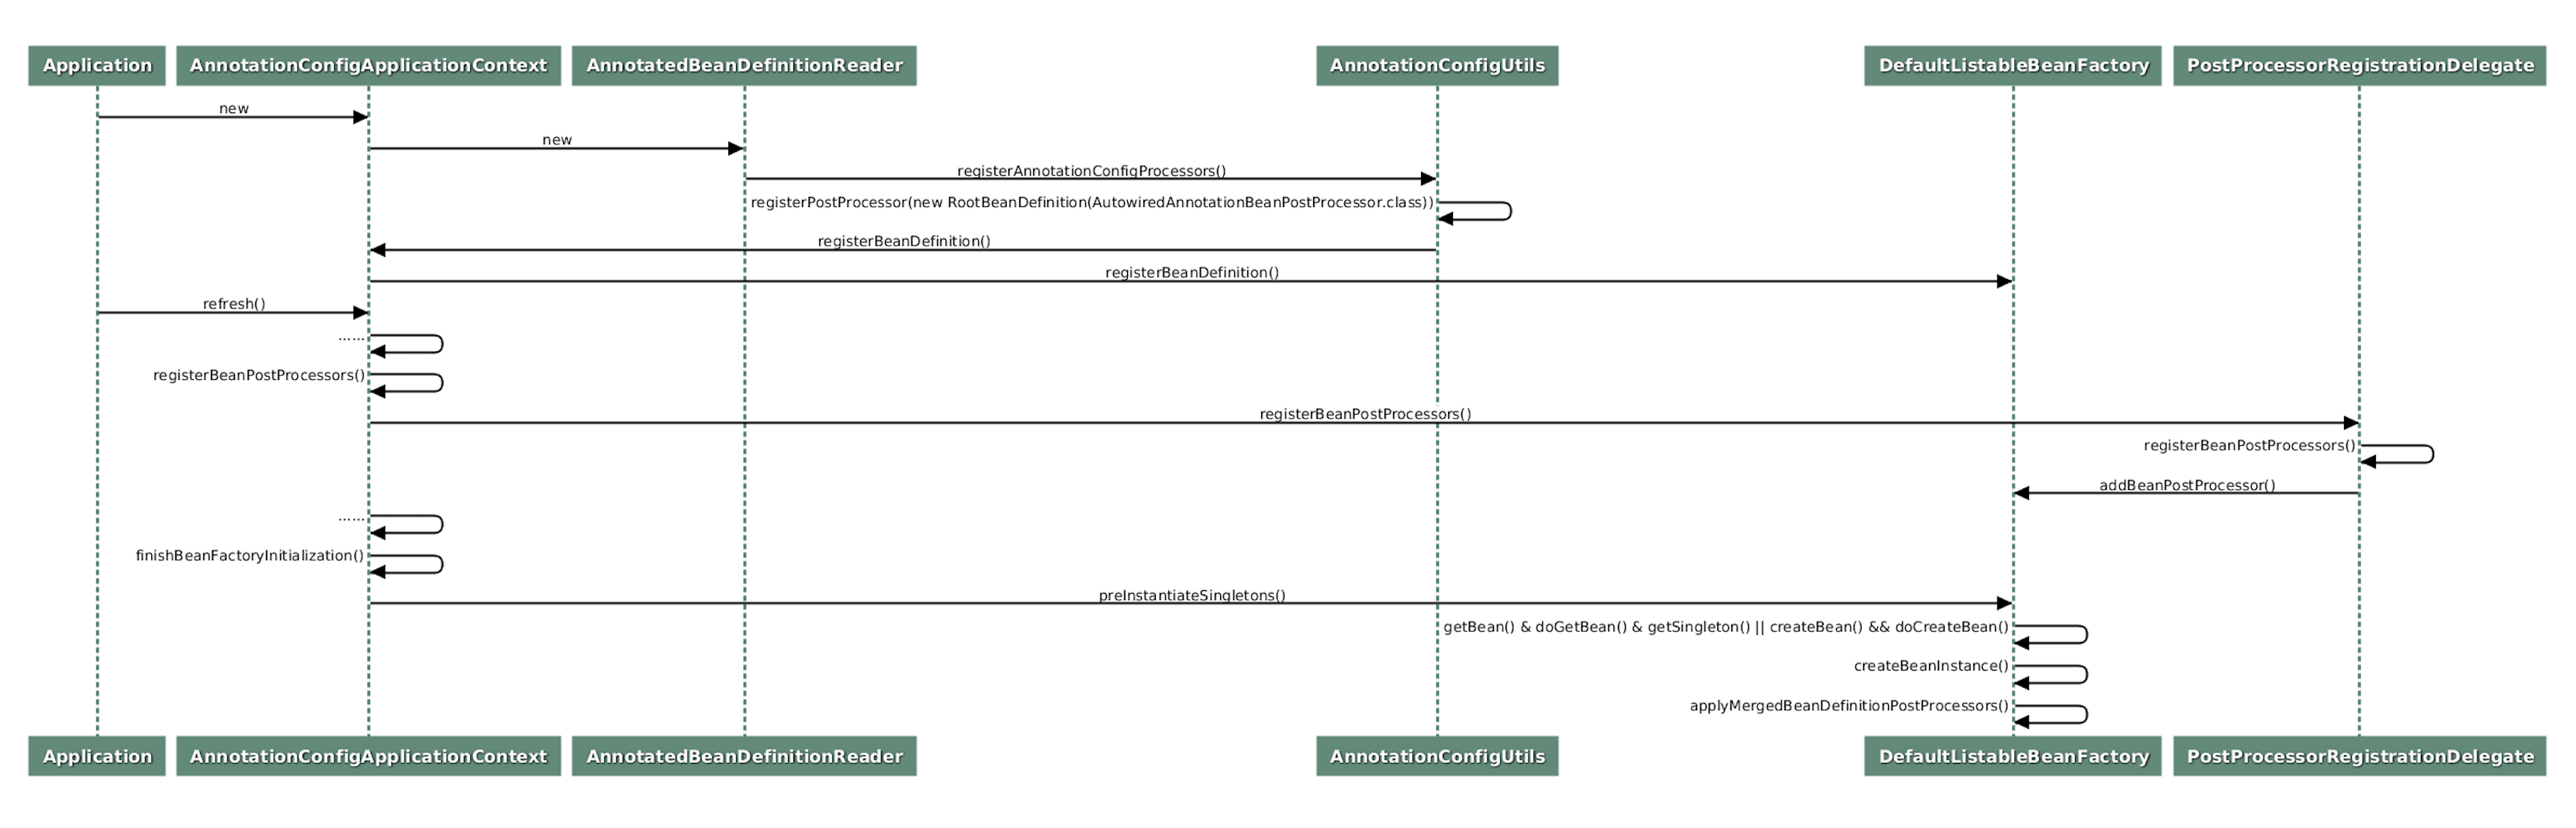 Application AnnotationConfigApplicationContext AnnotatedBeanDefinitionReader AnnotationConfigUtils DefaultListableBeanFactory PostProcessorRegistrationDelegate
new
new
registerAnnotationConfigProcessors()
registerPostProcessor(new RootBeanDefinition(AutowiredAnnotationBeanPostProcessor.class))
registerBeanDefinition()
registerBeanDefinition()
refresh()
......
registerBeanPostProcessors()
registerBeanPostProcessors()
registerBeanPostProcessors()
addBeanPostProcessor()
......
finishBeanFactoryInitialization()
preInstantiateSingletons()
getBean() & doGetBean() & getSingleton() || createBean() && doCreateBean()
createBeanInstance()
applyMergedBeanDefinitionPostProcessors()
Application AnnotationConfigApplicationContext AnnotatedBeanDefinitionReader AnnotationConfigUtils DefaultListableBeanFactory PostProcessorRegistrationDelegate